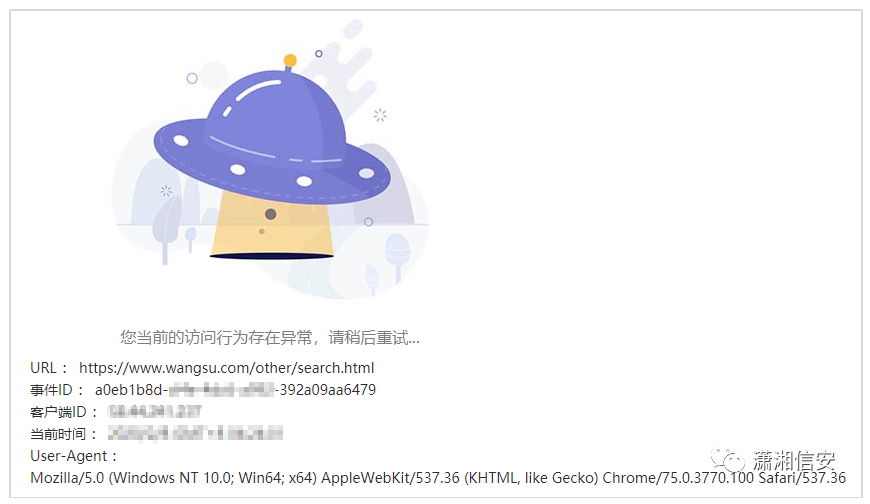 您当前的访问行为存在异常，请稍后重试...
URL： https://www.wangsu.com/other/search.html
事件ID： a0eb1b8d- -392a09aa6479
客户端ID：
当前时间：
User-Agent：
Mozilla/5.0 (Windows NT 10.0; Win64; x64) AppleWebKit/537.36 (KHTML, like Gecko) Chrome/75.0.3770.100 Safari/537.36
潇湘信安